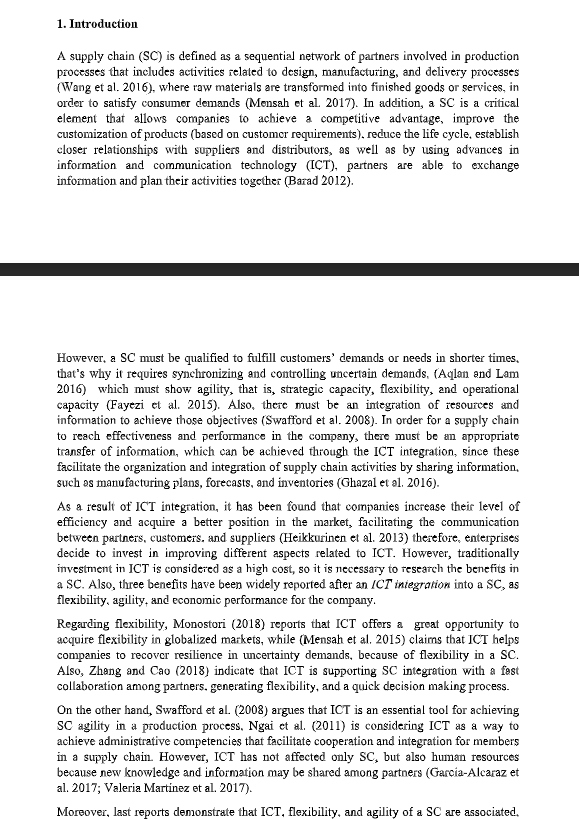 1. Introduction
A supply chain (SC) is defined as a sequential network of partners involved in production
processes that includes activities related to design, manufacturing, and delivery processes
(Wang et al. 2016), where raw materials are transformed into finished goods or services, in
order to satisfy consumer demands (Mensah et al. 2017). In addition, a SC is a critical
element that allows companies to achieve a competitive advantage, improve the
customization of products (based on customer requirements), reduce the life cycle, establish
closer relationships with suppliers and distributors, as well as by using advances in
information and communication technology (ICT), partners are able to exchange
information and plan their activities together (Barad 2012).
However, a SC must be qualified to fulfill customers' demands or needs in shorter times,
that's why it requires synchronizing and controlling uncertain demands, (Aqlan and Lam
2016) which must show agility, that is, strategic capacity, flexibility, and operational
capacity (Fayezi et al. 2015). Also, there must be an integration of resources and
information to achieve those objectives (Swafford et al. 2008). In order for a supply chain
to reach effectiveness and performance in the company, there must be an appropriate
transfer of information, which can be achieved through the ICT integration, since these
facilitate the organization and integration of supply chain activities by sharing information,
such as manufacturing plans, forecasts, and inventories (Ghazal et al. 2016).
As a result of ICT integration, it has been found that companies increase their level of
efficiency and acquire a better position in the market, facilitating the communication
between partners, customers, and suppliers (Heikkurinen et al. 2013) therefore, enterprises
decide to invest in improving different aspects related to ICT. However, traditionally
investment in ICT is considered as a high cost, so it is necessary to research the benefits in
a SC. Also, three benefits have been widely reported after an ICT integration into a SC, as
flexibility, agility, and economic performance for the company.
Regarding flexibility, Monostori (2018) reports that ICT offers a great opportunity to
acquire flexibility in globalized markets, while (Mensah et al. 2015) claims that ICT helps
companies to recover resilience in uncertainty demands, because of flexibility in a SC.
Also, Zhang and Cao (2018) indicate that ICT is supporting SC integration with a fast
collaboration among partners, generating flexibility, and a quick decision making process.
On the other hand, Swafford et al. (2008) argues that ICT is an essential tool for achieving
SC agility in a production process, Ngai et al. (2011) is considering ICT as a way to
achieve administrative competencies that facilitate cooperation and integration for members
in a supply chain. However, ICT has not affected only SC, but also human resources
because new knowledge and information may be shared among partners (García-Alcaraz et
al. 2017; Valeria Martínez et al. 2017).
Moreover, last reports demonstrate that ICT, flexibility, and agility of a SC are associated,